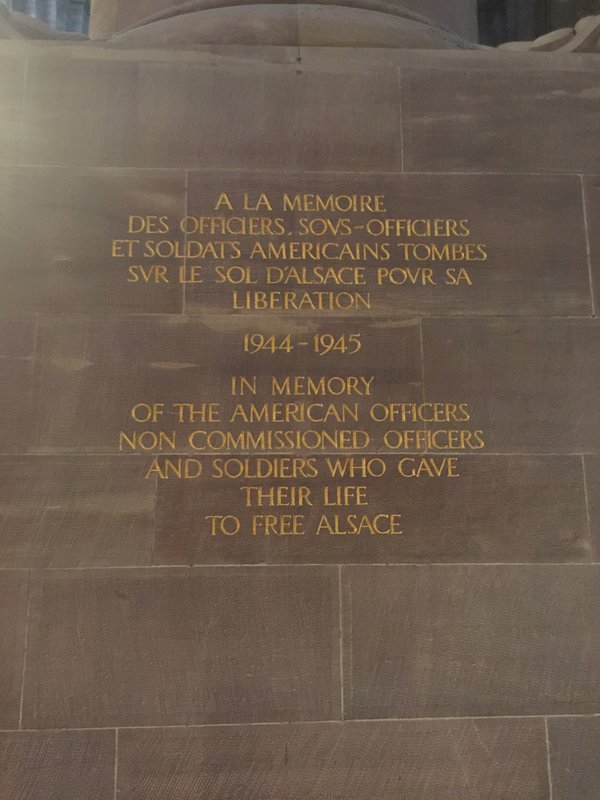 A LA MEMOIRE
DES OFFICIERS, SOVS-OFFICIERS
ET SOLDATS AMERICAINS TOMBES
SVR LE SOL D'ALSACE POVR SA
LIBERATION
1944-1945
IN MEMORY
OF THE AMERICAN OFFICERS
NON COMMISSIONED OFFICERS
AND SOLDIERS WHO GAVE
THEIR LIFE
TO FREE ALSACE